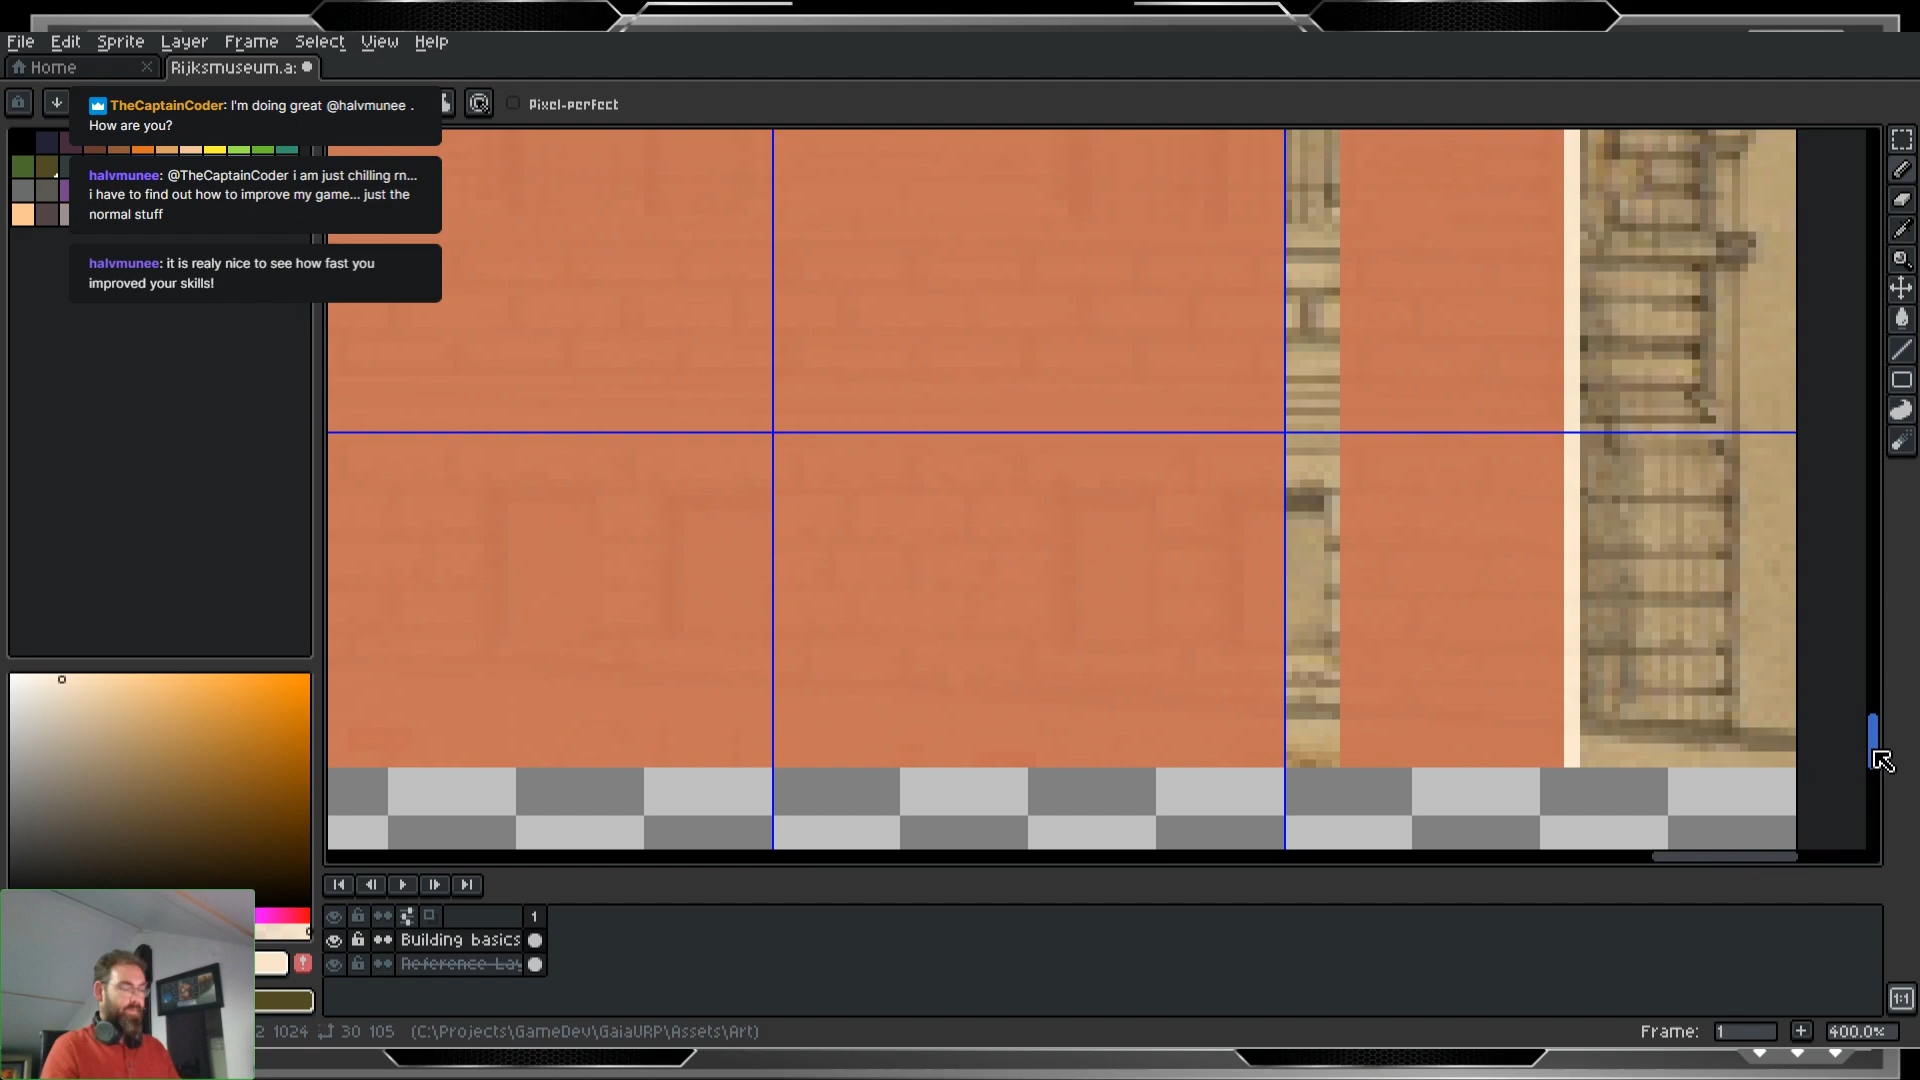 File Edit Sprite Layer Frame Select View Help
Home Rijksmuseum.a:
TheCaptainCoder: I'm doing great @halvmunee .
How are you?
Pixel-perfect
halvmunee: @TheCaptainCoder i am just chilling rn...
i have to find out how to improve my game... just the
normal stuff
halvmunee: it is realy nice to see how fast you
improved your skills!
1
Building basics
Reference Lay
1:1
1024 30 105 (C:\Projects\GameDev\GaiaURP\Assets\Art)
Frame: 1 + 400.0%